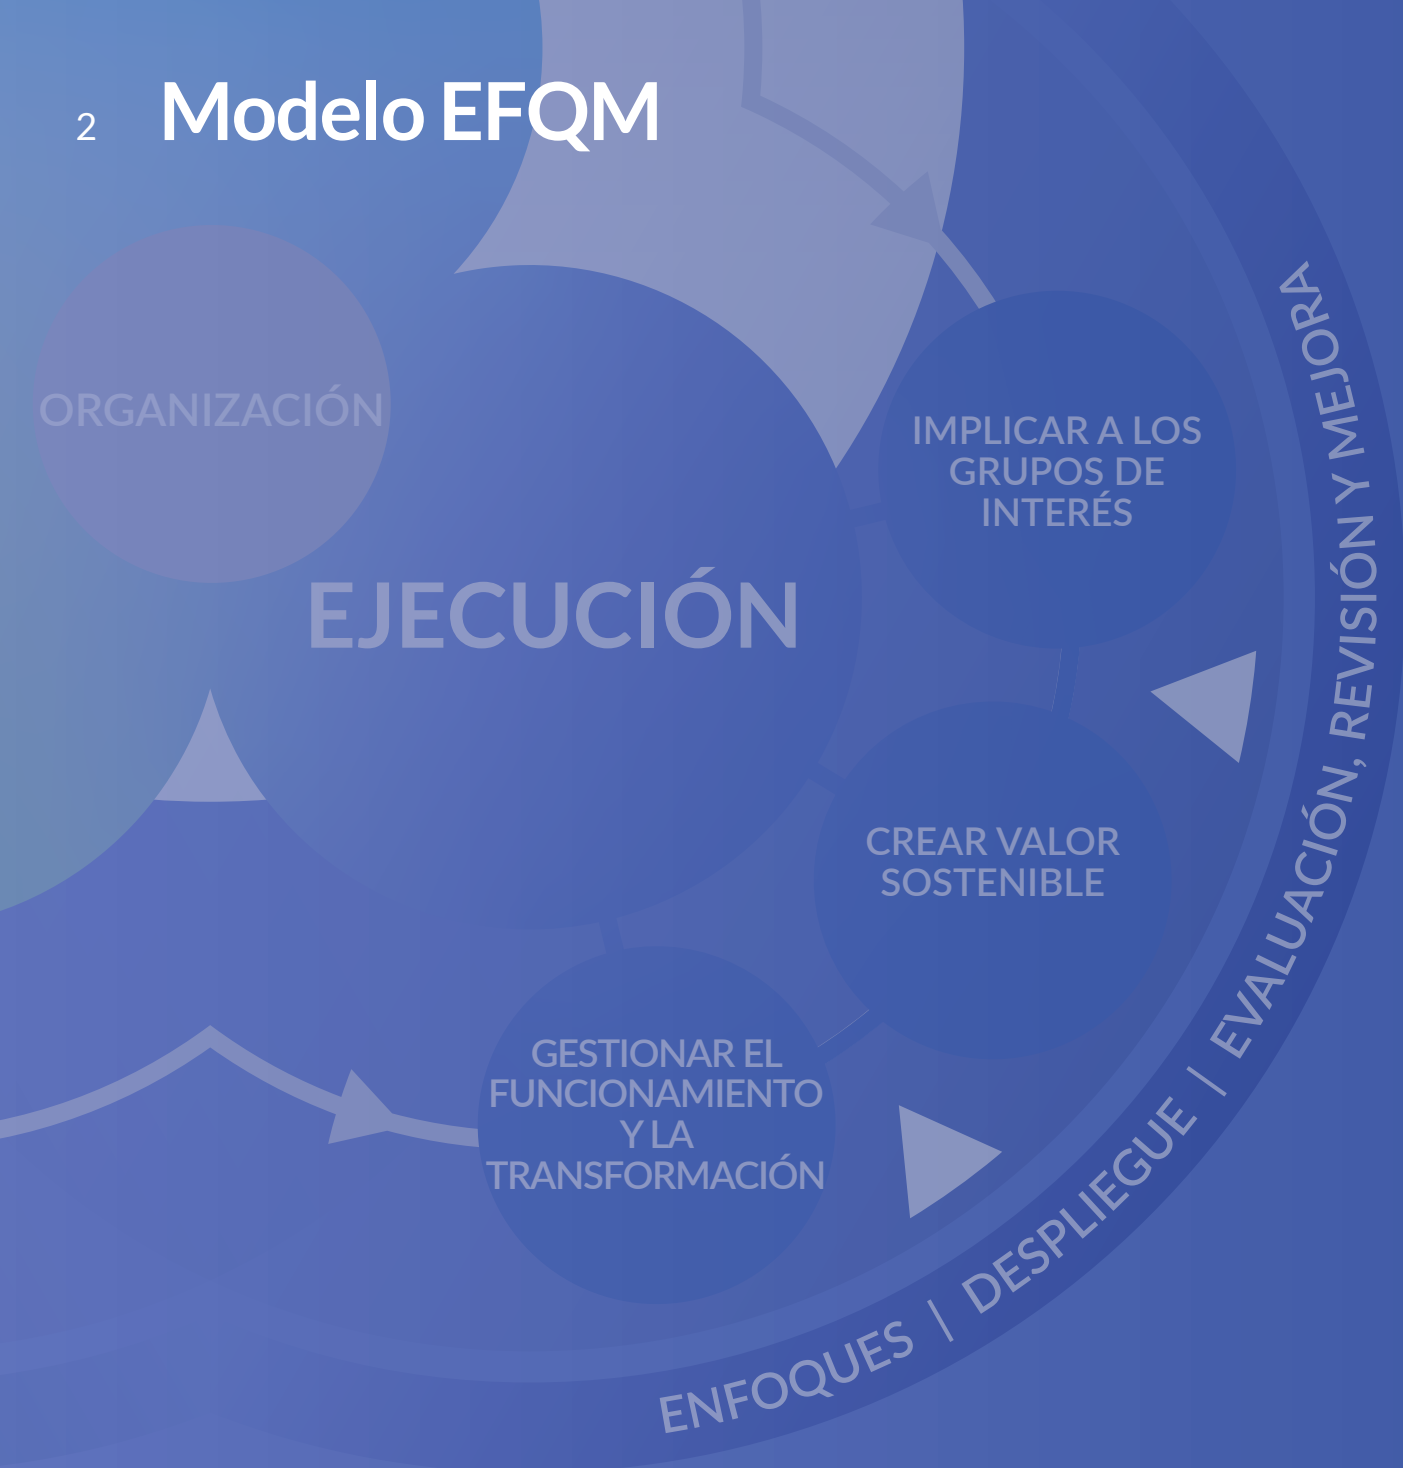 2 Modelo EFQM
ORGANIZACIÓN
EJECUCIÓN
IMPLICAR A LOS
GRUPOS DE
INTERÉS
CREAR VALOR
SOSTENIBLE
GESTIONAR EL
FUNCIONAMIENTO
Y LA
TRANSFORMACIÓN
ENFOQUES | DESPLIEGUE | EVALUACIÓN, REVISIÓN Y MEJORA